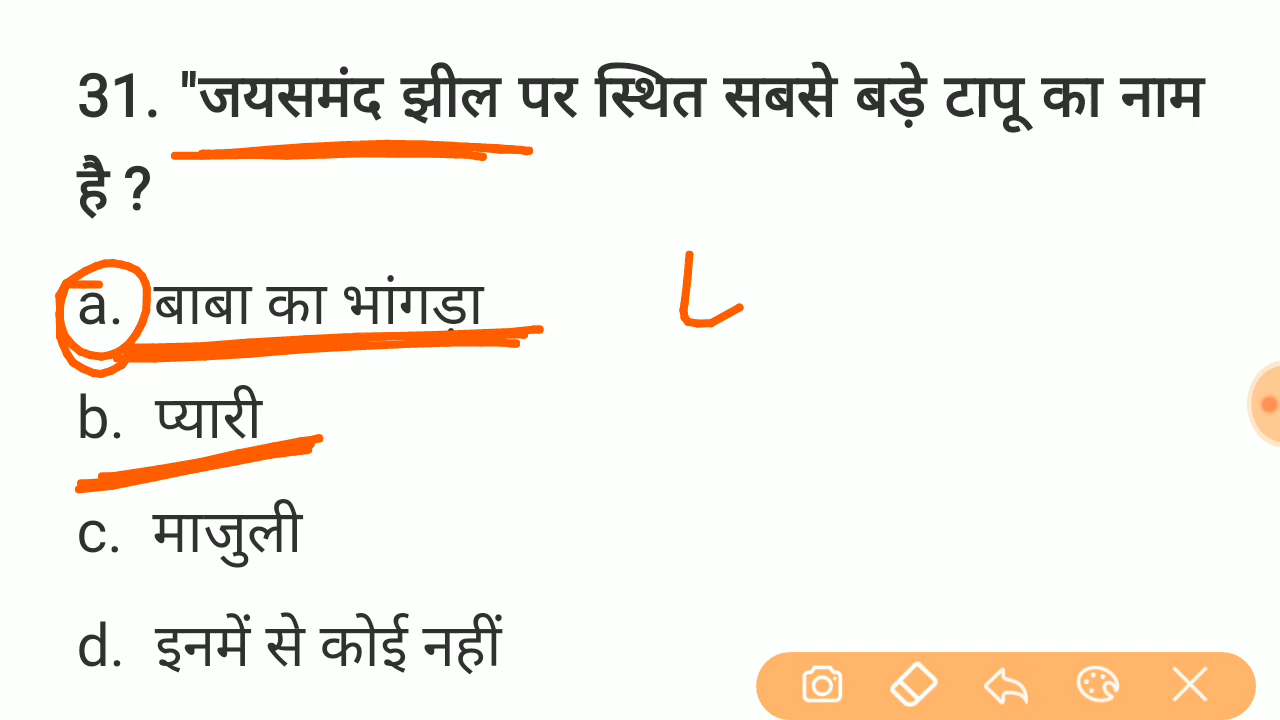 31. "जयसमंद झील पर स्थित सबसे बड़े टापू का नाम
है ?
a. बाबा का भांगड़ा
b. प्यारी
c. माजुली
d. इनमें से कोई नहीं